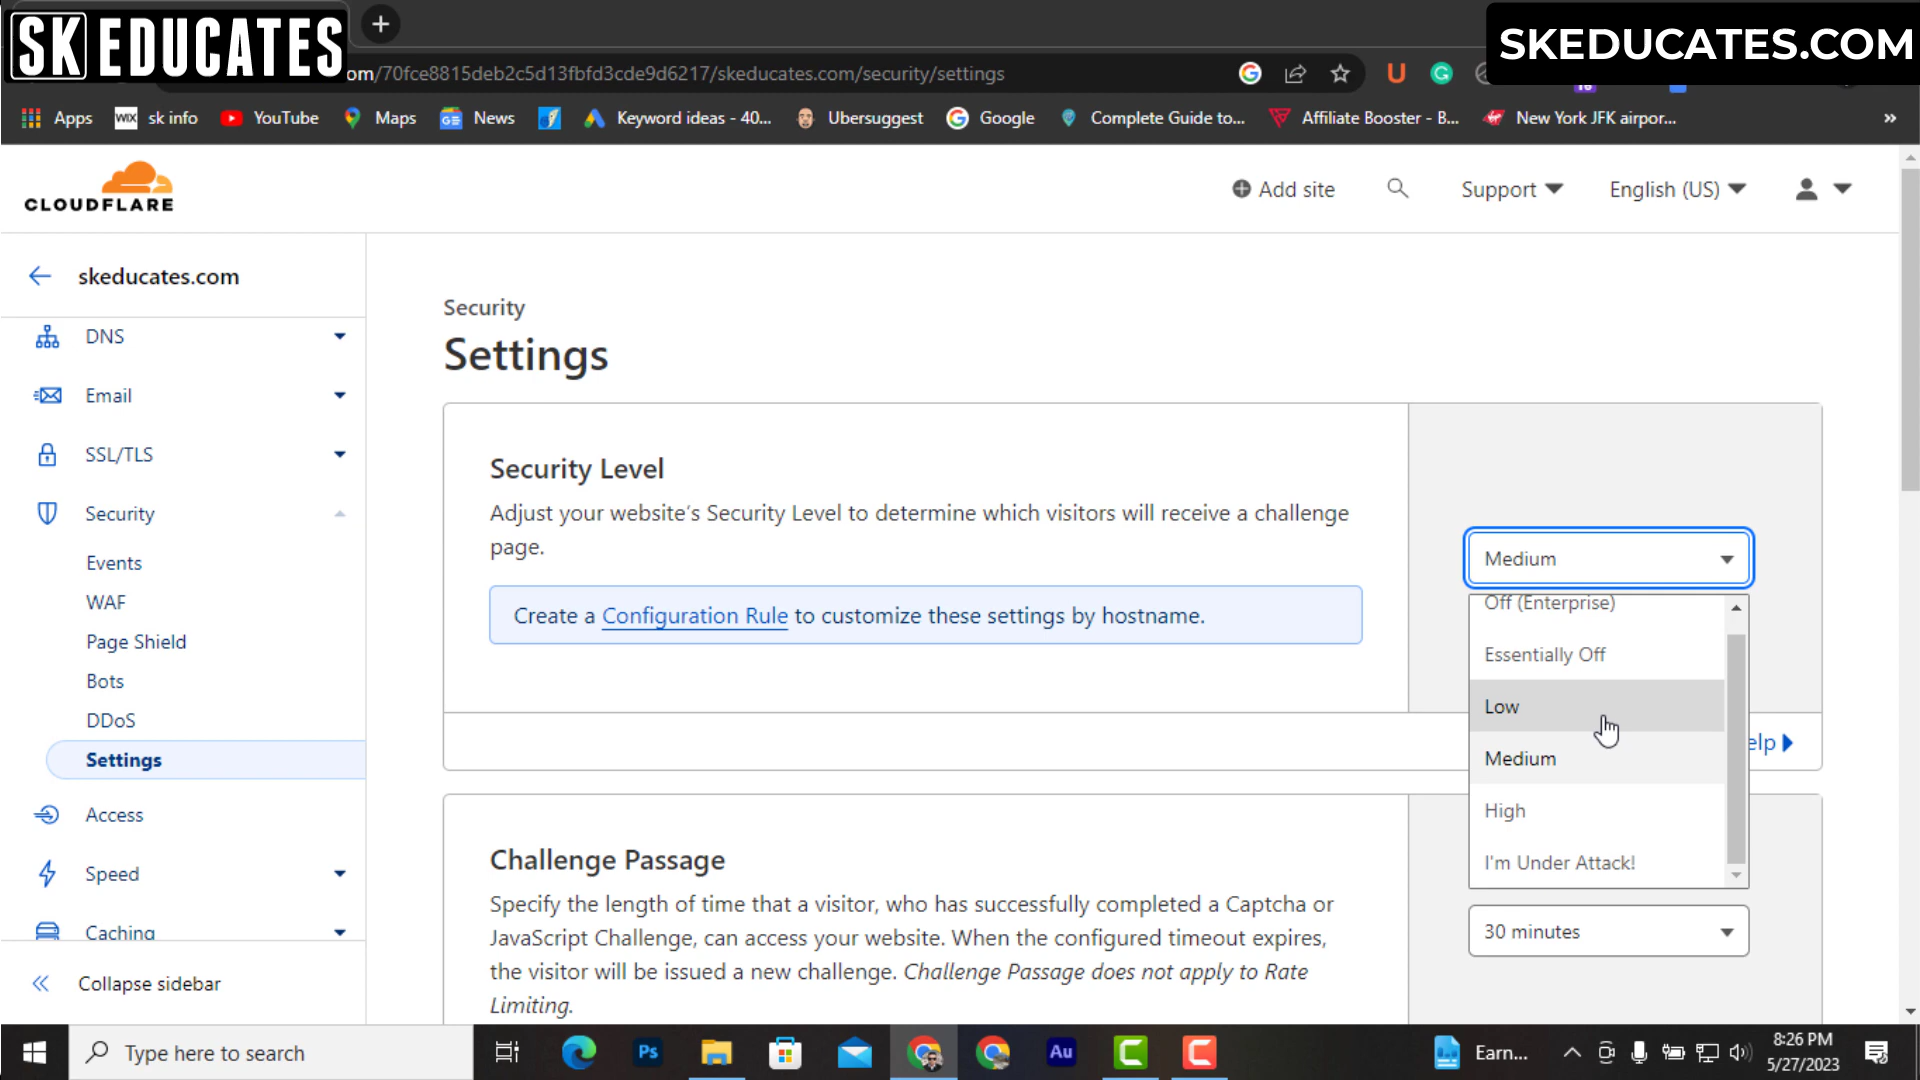 SK EDUCATES
SKEDUCATES.COM
om/70fce8815deb2c5d13fbfd3cde9d6217/skeducates.com/security/settings
Apps
WIX sk info
YouTube
Maps
News
Keyword ideas - 40...
Ubersuggest
Google
Complete Guide to...
Affiliate Booster - B...
New York JFK airpor...
»
CLOUDFLARE
Add site
Support
English (US)
skeducates.com
DNS
Email
SSL/TLS
Security
Events
WAF
Page Shield
Bots
DDoS
Settings
Access
Speed
Caching
Collapse sidebar
Security
Settings
Security Level
Adjust your website's Security Level to determine which visitors will receive a challenge
page.
Create a Configuration Rule to customize these settings by hostname.
Medium
Off (Enterprise)
Essentially Off
Low
Medium
High
I'm Under Attack!
elp
Challenge Passage
Specify the length of time that a visitor, who has successfully completed a Captcha or
JavaScript Challenge, can access your website. When the configured timeout expires,
the visitor will be issued a new challenge. Challenge Passage does not apply to Rate
Limiting.
30 minutes
Type here to search
Ps
Au
Earn...
8:26 PM
5/27/2023